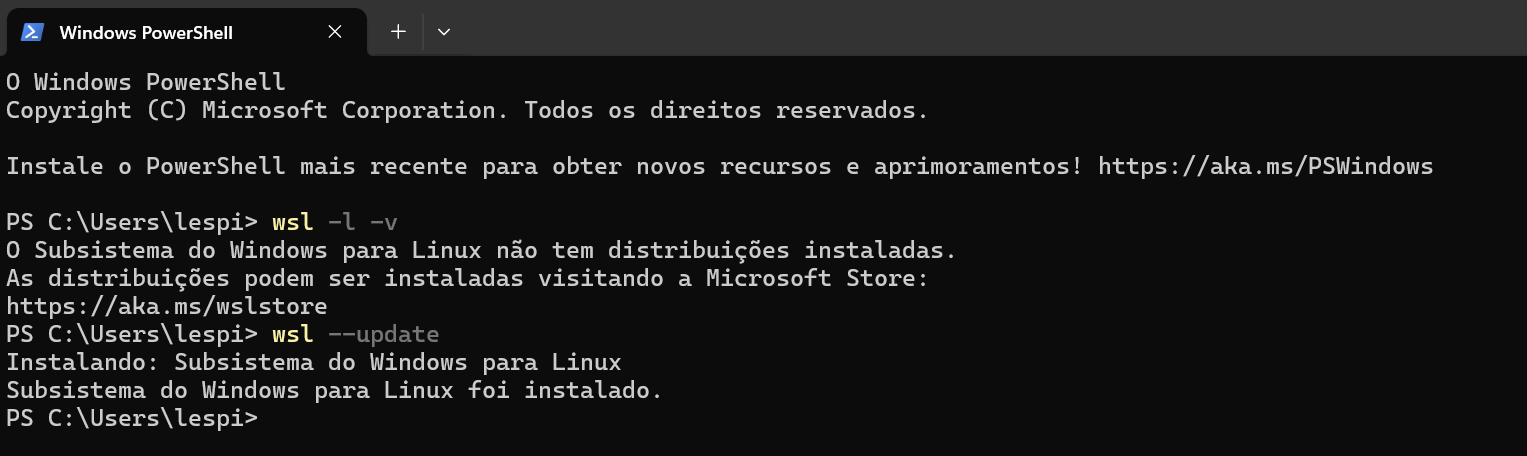 Windows PowerShell
O Windows PowerShell
Copyright (C) Microsoft Corporation. Todos os direitos reservados.
Instale o PowerShell mais recente para obter novos recursos e aprimoramentos! https://aka.ms/PSWindows
PS C:\Users\lespi> wsl -l -v
O Subsistema do Windows para Linux não tem distribuições instaladas.
As distribuições podem ser instaladas visitando a Microsoft Store:
https://aka.ms/wslstore
PS C:\Users\lespi> wsl --update
Instalando: Subsistema do Windows para Linux
Subsistema do Windows para Linux foi instalado.
PS C:\Users\lespi>